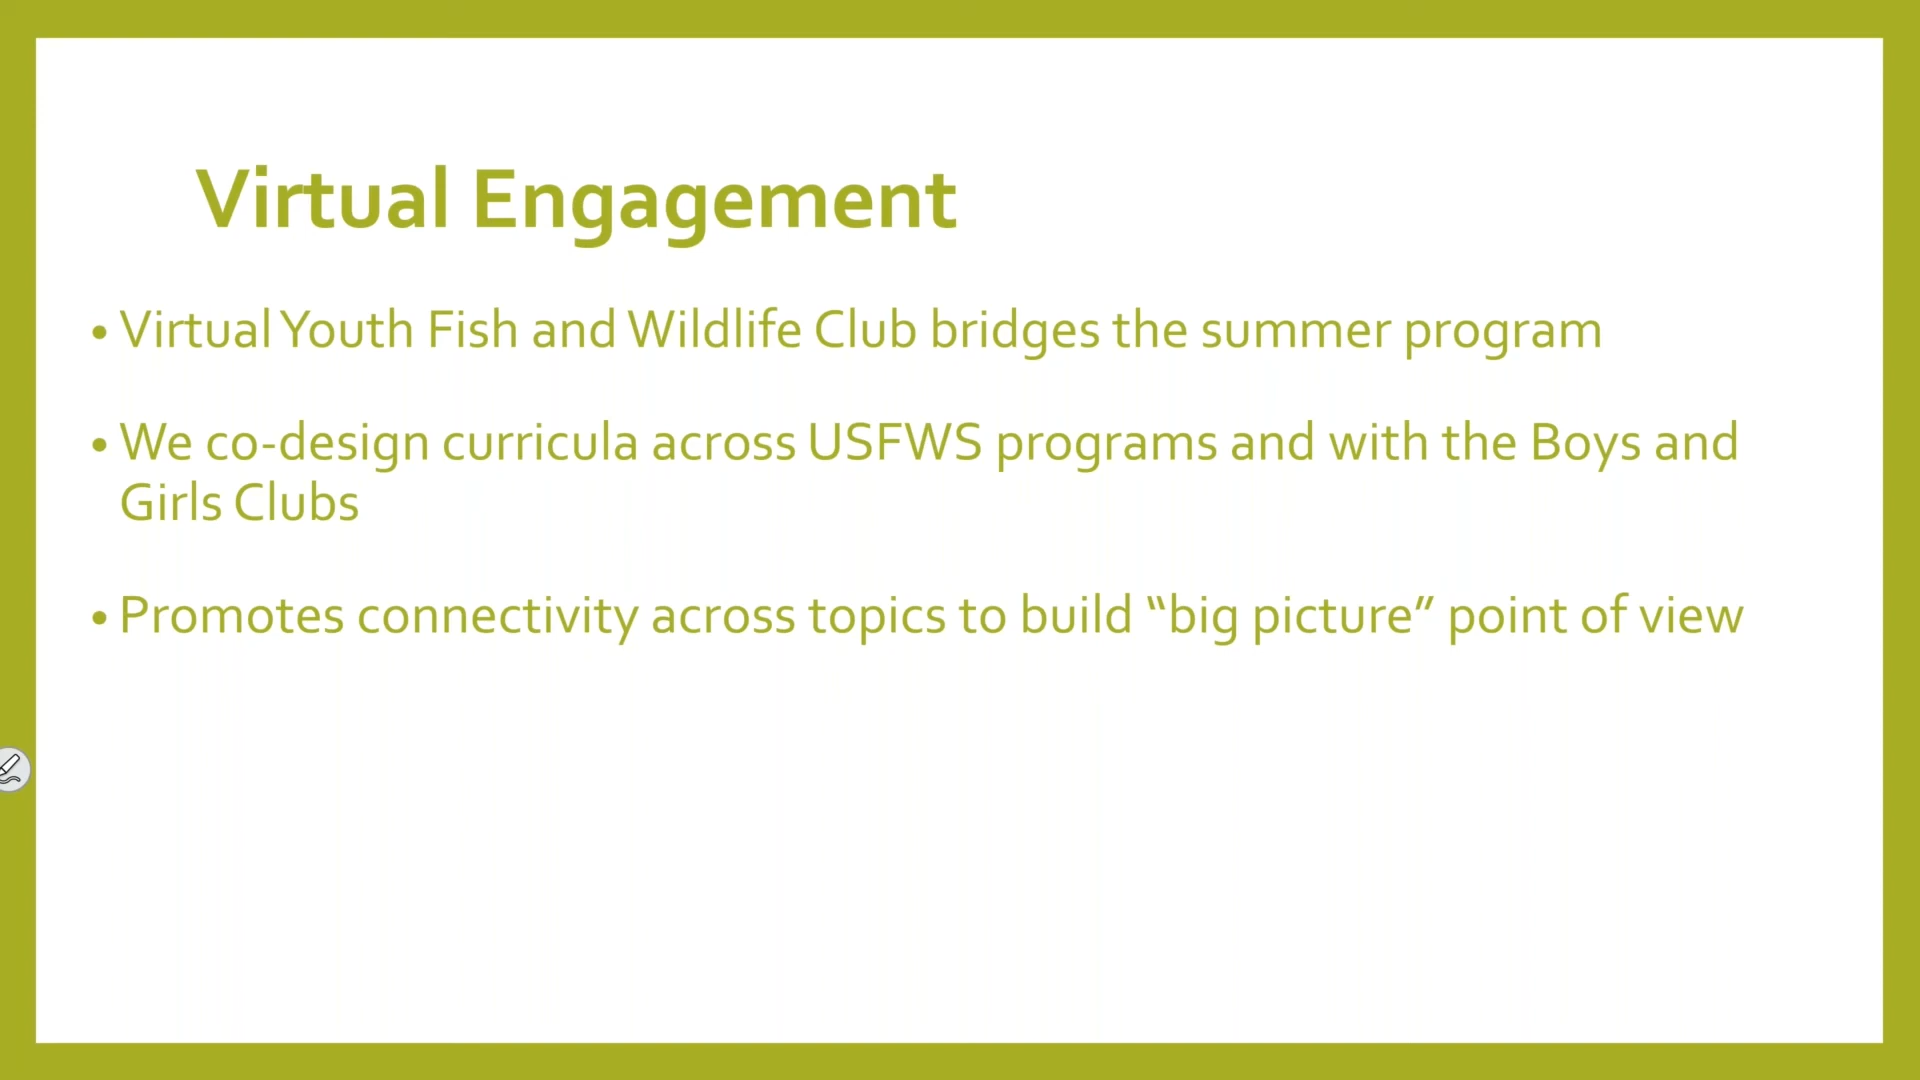 Virtual Engagement
• Virtual Youth Fish and Wildlife Club bridges the summer program
• We co-design curricula across USFWS programs and with the Boys and
Girls Clubs
• Promotes connectivity across topics to build “big picture” point of view